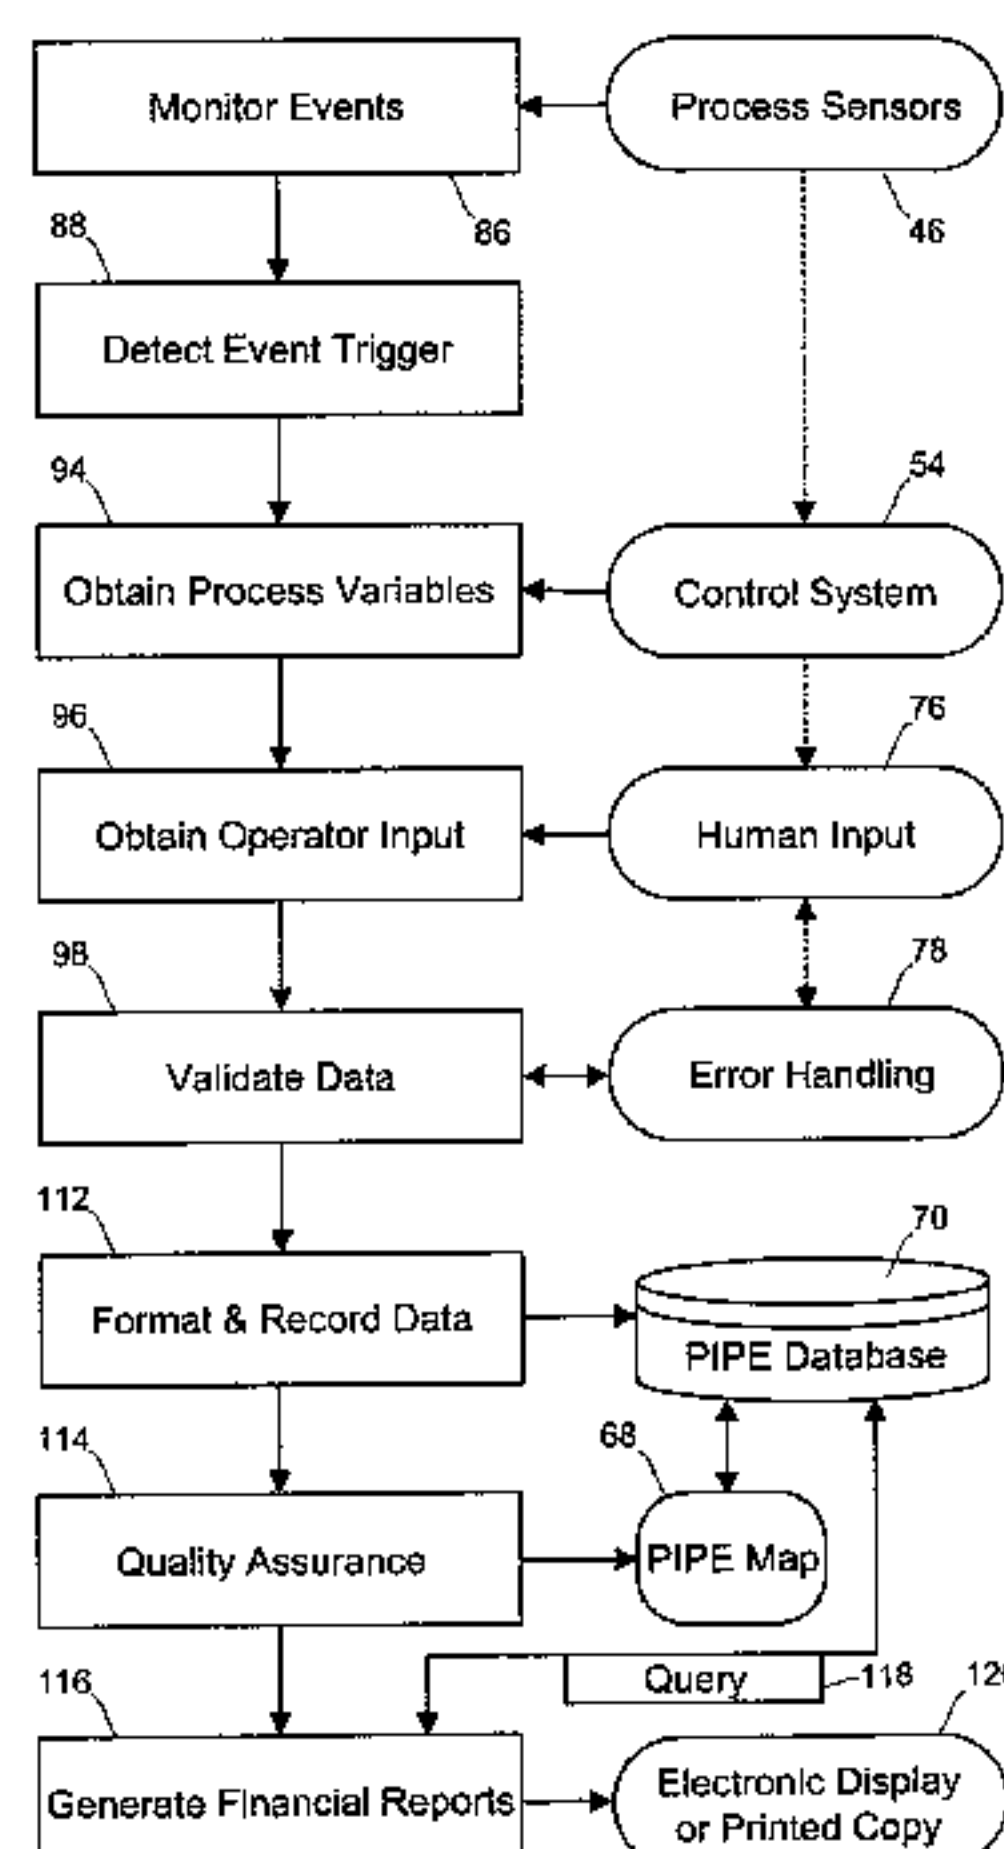 Monitor Events
Process Sensors
86
46
88
Detect Event Trigger
94
54
Obtain Process Variables
Control System
96
76
Obtain Operator Input
Human Input
98
78
Validate Data
Error Handling
112
70
Format & Record Data
PIPE Database
114
68
Quality Assurance
PIPE Map
116
Query
118
Generate Financial Reports
Electronic Display
or Printed Copy